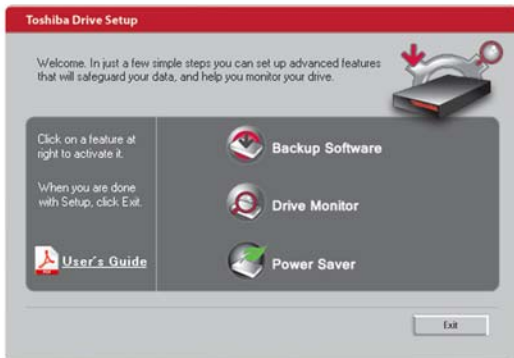 Toshiba Drive Setup
Welcome. In just a few simple steps you can set up advanced features
that will safeguard your data, and help you monitor your drive.
Click on a feature at
right to activate it.
When you are done
with Setup, click Exit.
User's Guide
Backup Software
Drive Monitor
Power Saver
Exit